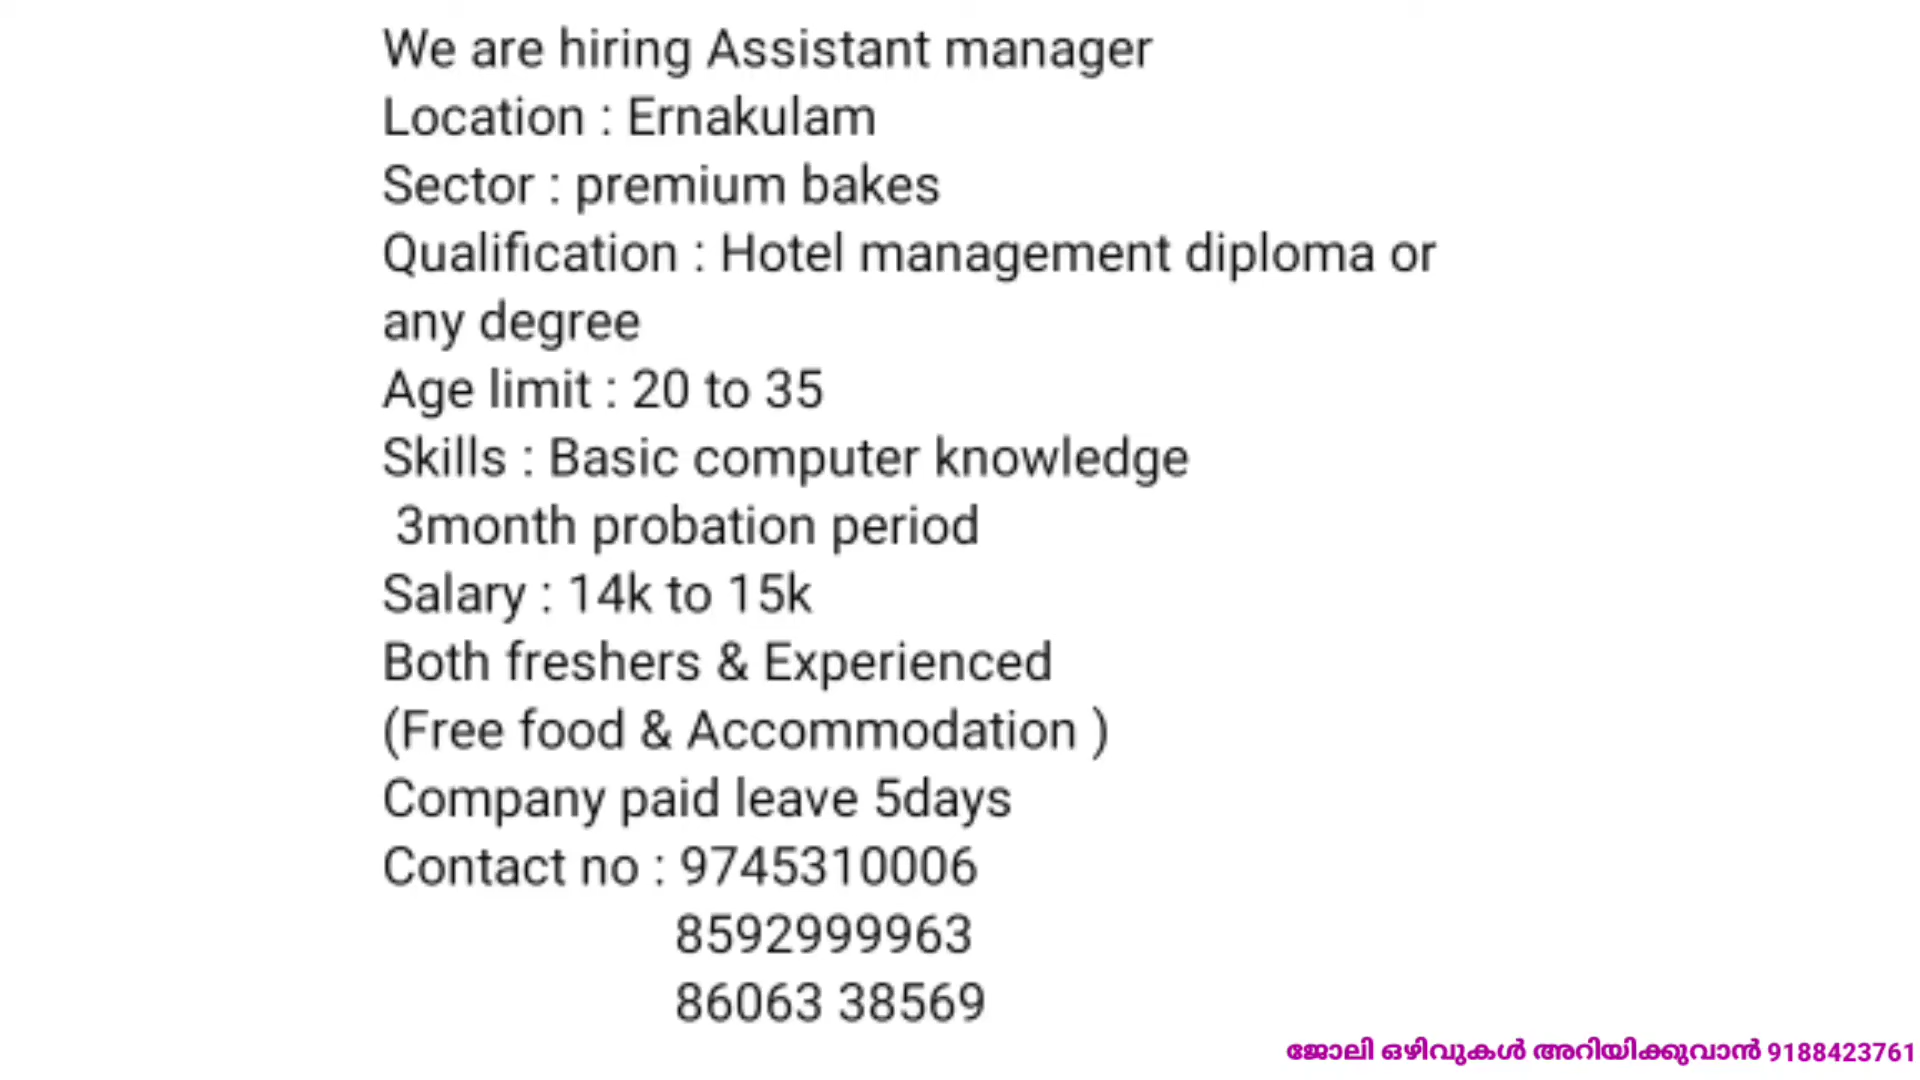 We are hiring Assistant manager
Location : Ernakulam
Sector : premium bakes
Qualification : Hotel management diploma or
any degree
Age limit : 20 to 35
Skills : Basic computer knowledge
3month probation period
Salary : 14k to 15k
Both freshers & Experienced
(Free food & Accommodation )
Company paid leave 5days
Contact no : 9745310006
8592999963
86063 38569
ജോലി ഒഴിവുകൾ അറിയിക്കുവാൻ 9188423761